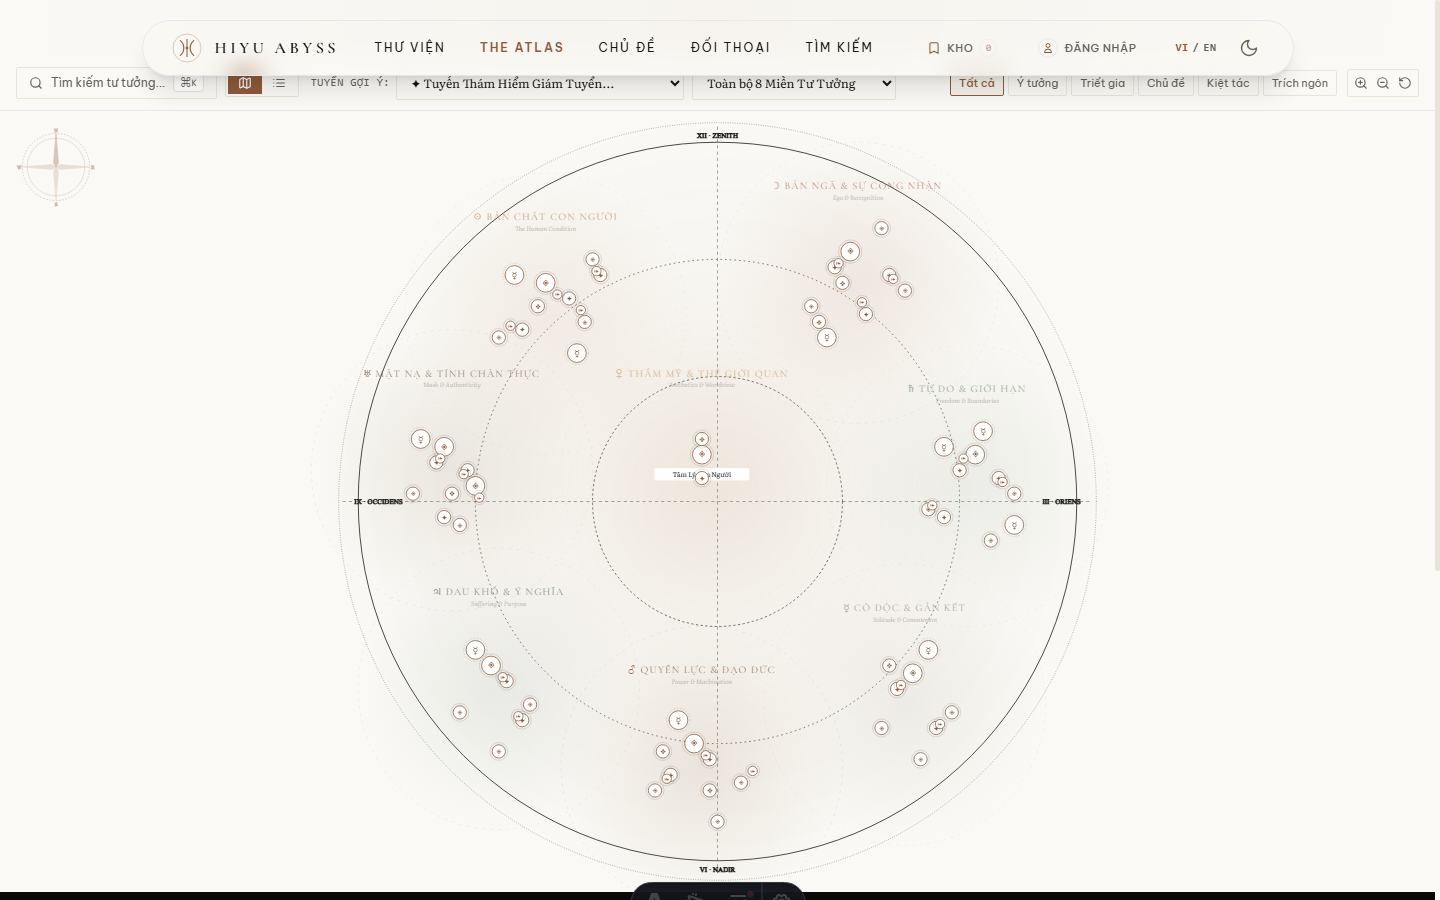 HIYU ABYSS
THƯ VIỆN
THE ATLAS
CHỦ ĐỀ
ĐỐI THOẠI
TÌM KIẾM
KHO 0
ĐĂNG NHẬP
VI / EN
Tìm kiếm tư tưởng... ⌘K
TUYẾN GỢI Ý:
✦ Tuyến Thám Hiểm Giám Tuyển...
Toàn bộ 8 Miền Tư Tưởng
Tất cả
Ý tưởng
Triết gia
Chủ đề
Kiệt tác
Trích ngôn
XII · ZENITH
☽ BẢN NGÃ & SỰ CÔNG NHẬN
Ego & Recognition
☉ BẢN CHẤT CON NGƯỜI
The Human Condition
♅ MẶT NẠ & TÍNH CHÂN THỰC
Mask & Authenticity
♀ THẨM MỸ & THẾ GIỚI QUAN
Aesthetics & Worldview
♄ TỰ DO & GIỚI HẠN
Freedom & Boundaries
IX · OCCIDENS
III · ORIENS
♃ ĐAU KHỔ & Ý NGHĨA
Suffering & Purpose
☿ CÔ ĐỘC & GẮN KẾT
Solitude & Communion
♂ QUYỀN LỰC & ĐẠO ĐỨC
Power & Machination
VI · NADIR